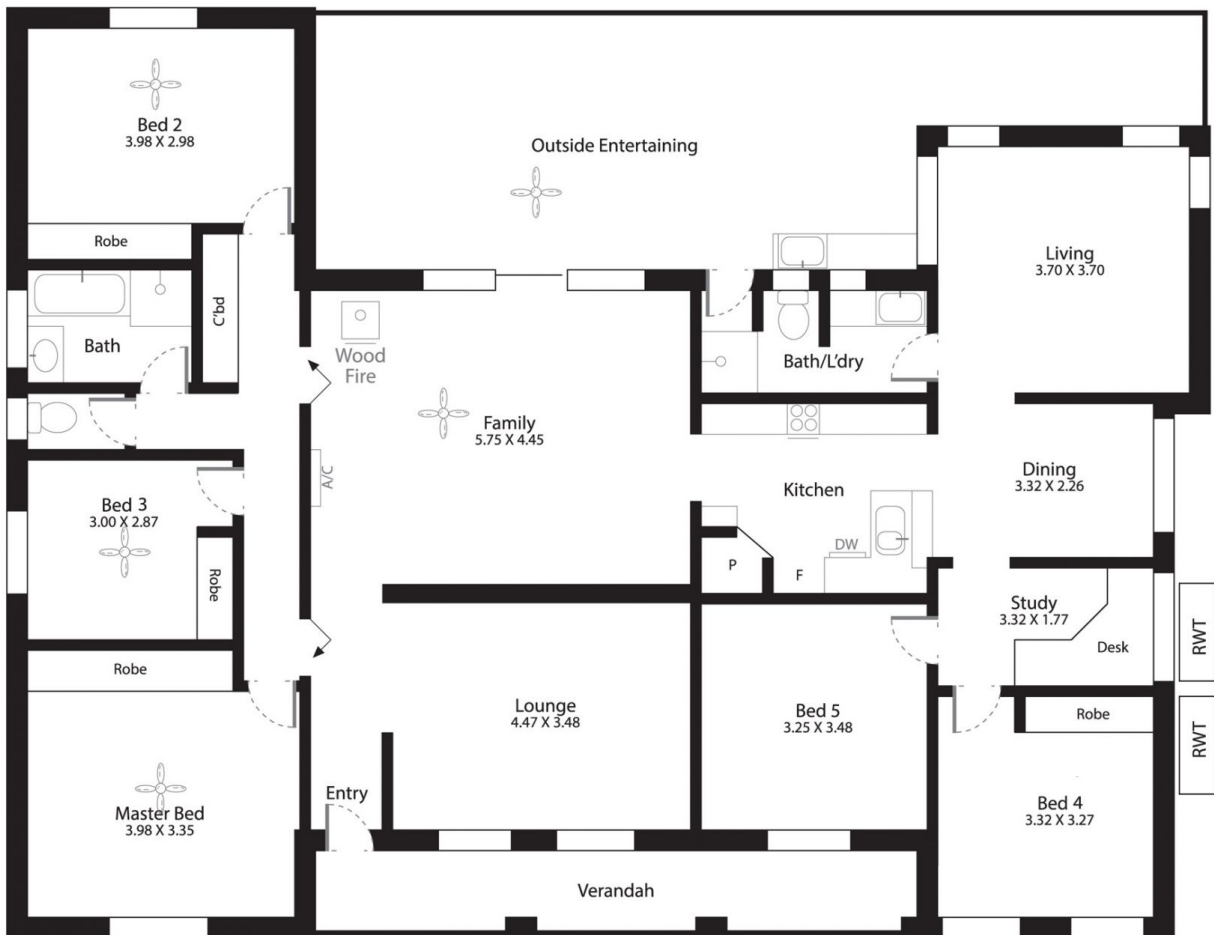 Bed 2
3.98 X 2.98
Outside Entertaining
Robe
Living
3.70 X 3.70
C'bd
Bath
Wood
Fire
Bath/L'dry
Family
5.75 X 4.45
A/C
Kitchen
Dining
3.32 X 2.26
Bed 3
3.00 X 2.87
DW
P
F
Robe
Study
3.32 X 1.77
Desk
RWT
Robe
Lounge
4.47 X 3.48
Bed 5
3.25 X 3.48
Robe
RWT
Entry
Master Bed
3.98 X 3.35
Bed 4
3.32 X 3.27
Verandah